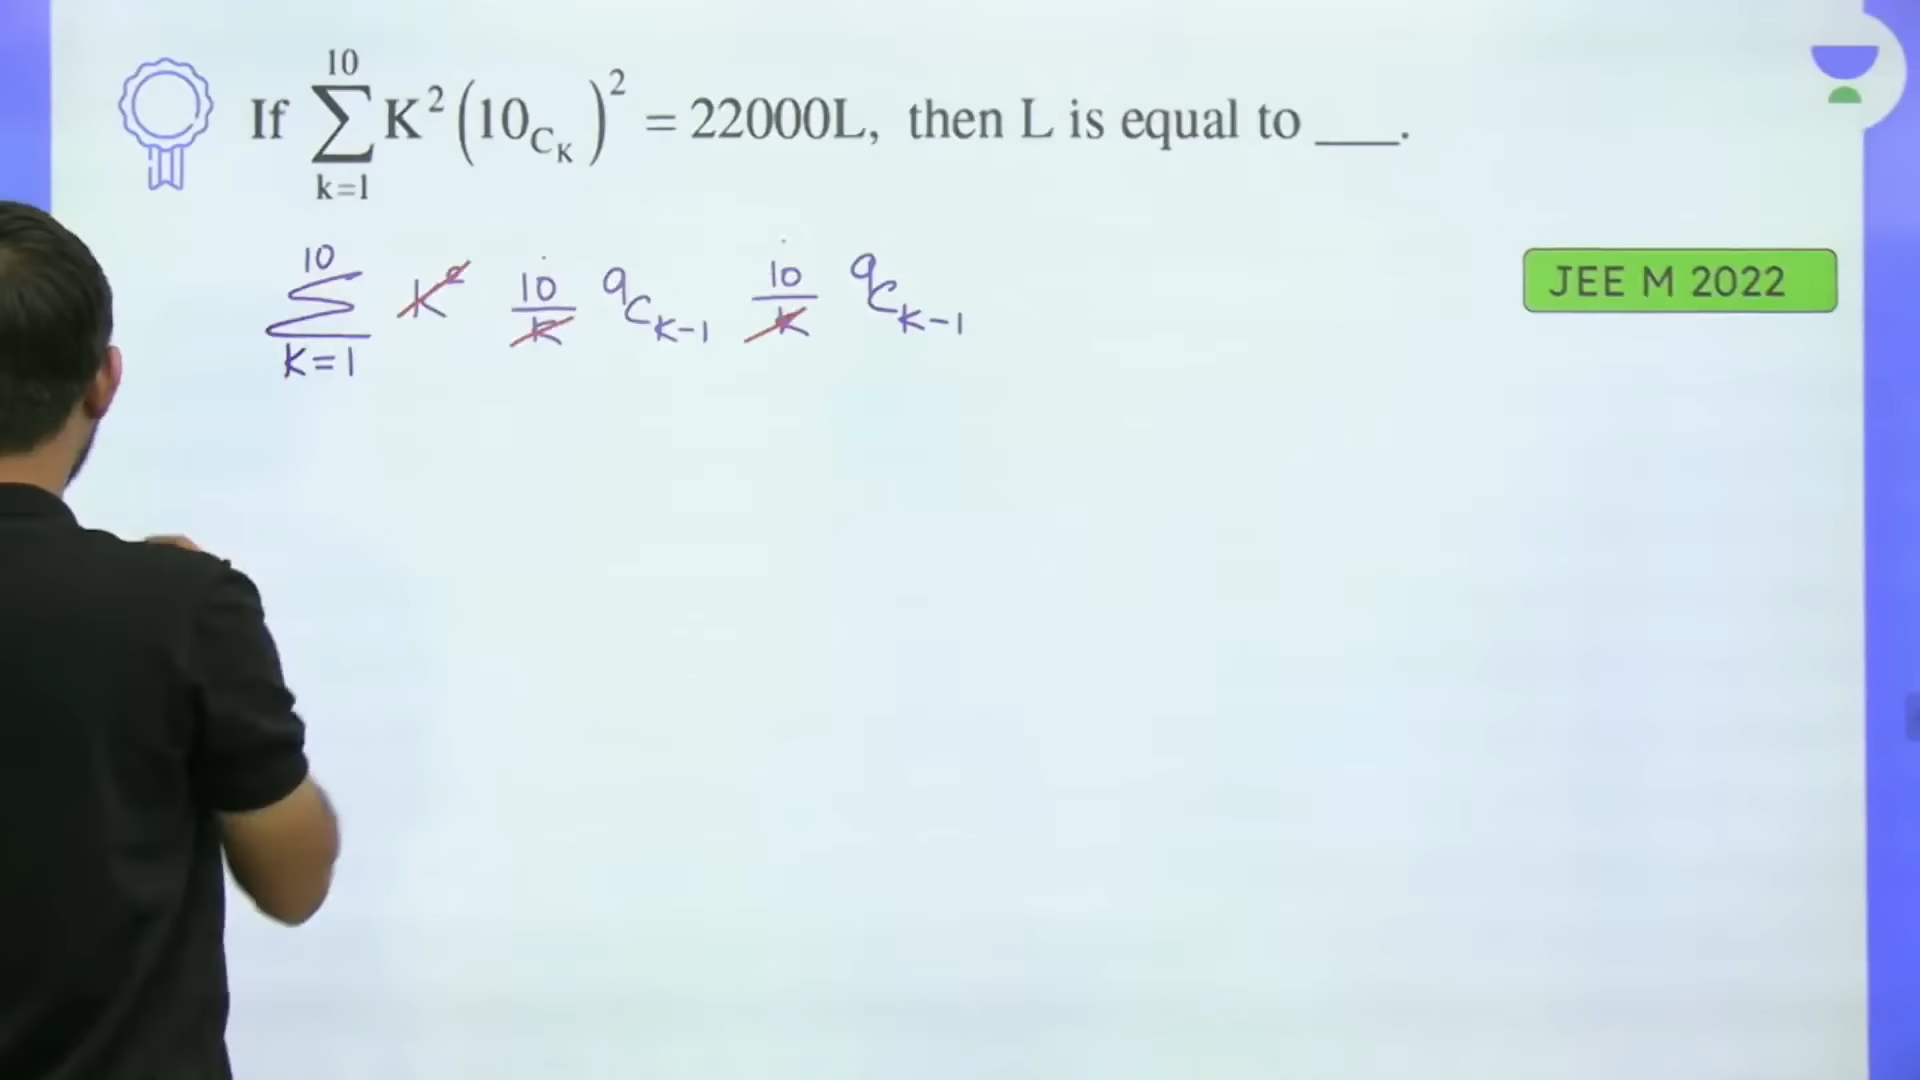 If \sum_{k=1}^{10} K^2 (10_{C_K})^2 = 22000L, then L is equal to ___.
JEE M 2022
\sum_{K=1}^{10} K^2 \frac{10}{K} 9_{C_{K-1}} \frac{10}{K} 9_{C_{K-1}}